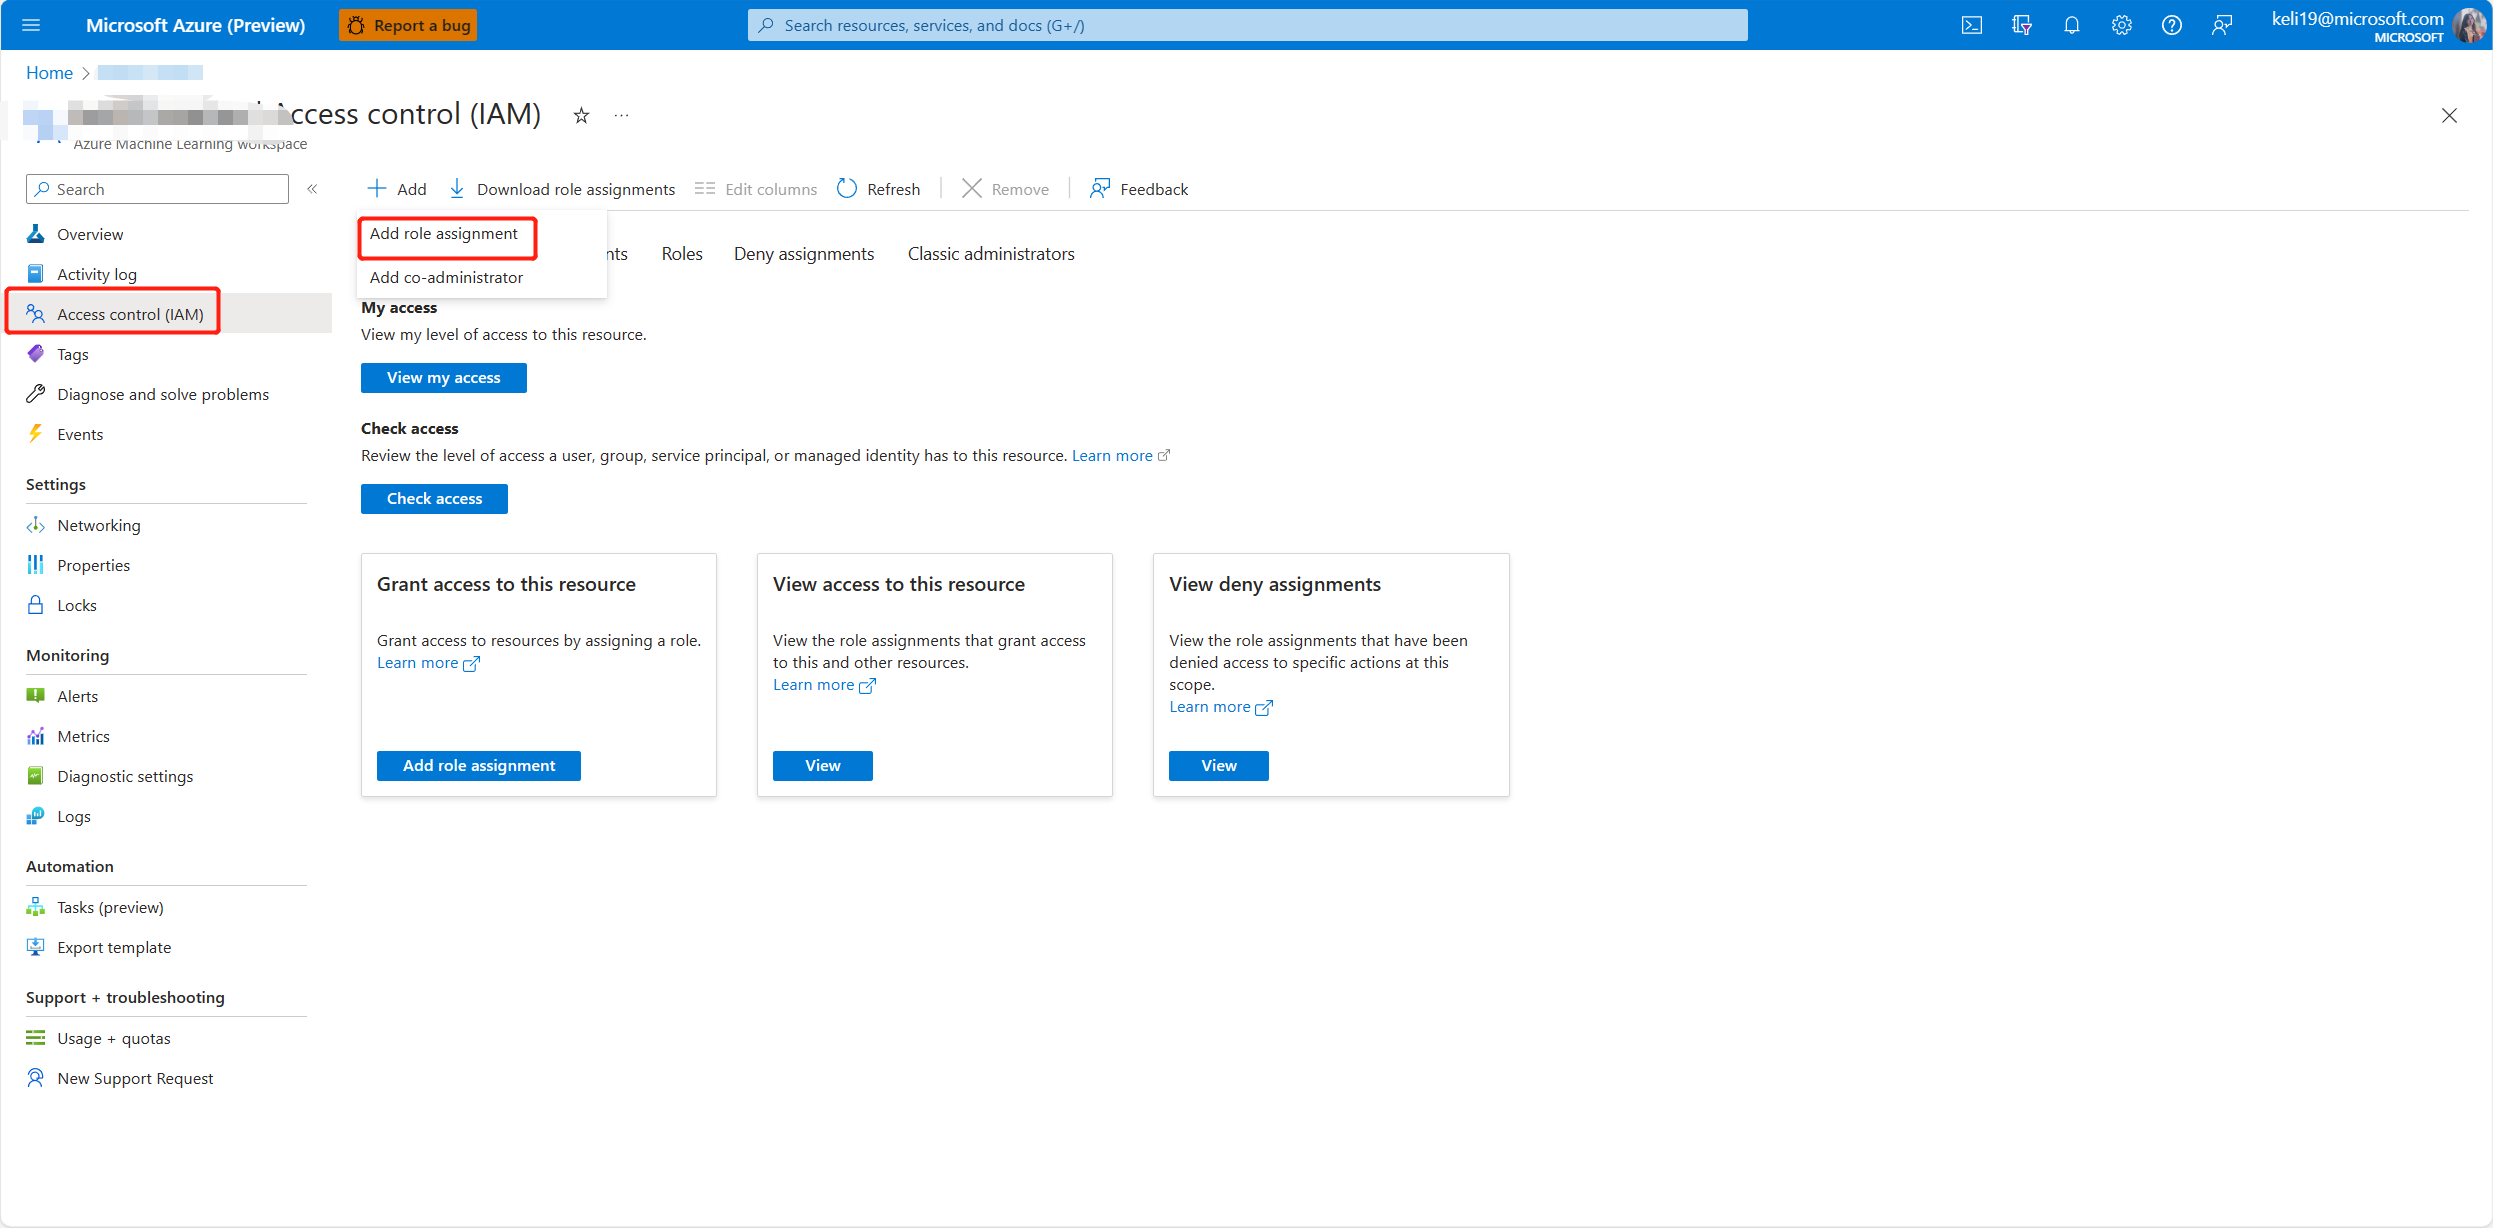 Microsoft Azure (Preview)
Report a bug
Search resources, services, and docs (G+/)
keli19@microsoft.com
MICROSOFT
Home >
Access control (IAM)
Azure Machine Learning workspace
Search
Add
Download role assignments
Edit columns
Refresh
Remove
Feedback
Add role assignment
Add co-administrator
Roles
Deny assignments
Classic administrators
Overview
Activity log
Access control (IAM)
Tags
Diagnose and solve problems
Events
Settings
Networking
Properties
Locks
Monitoring
Alerts
Metrics
Diagnostic settings
Logs
Automation
Tasks (preview)
Export template
Support + troubleshooting
Usage + quotas
New Support Request
My access
View my level of access to this resource.
View my access
Check access
Review the level of access a user, group, service principal, or managed identity has to this resource. Learn more
Check access
Grant access to this resource
Grant access to resources by assigning a role.
Learn more
Add role assignment
View access to this resource
View the role assignments that grant access
to this and other resources.
Learn more
View
View deny assignments
View the role assignments that have been
denied access to specific actions at this
scope.
Learn more
View